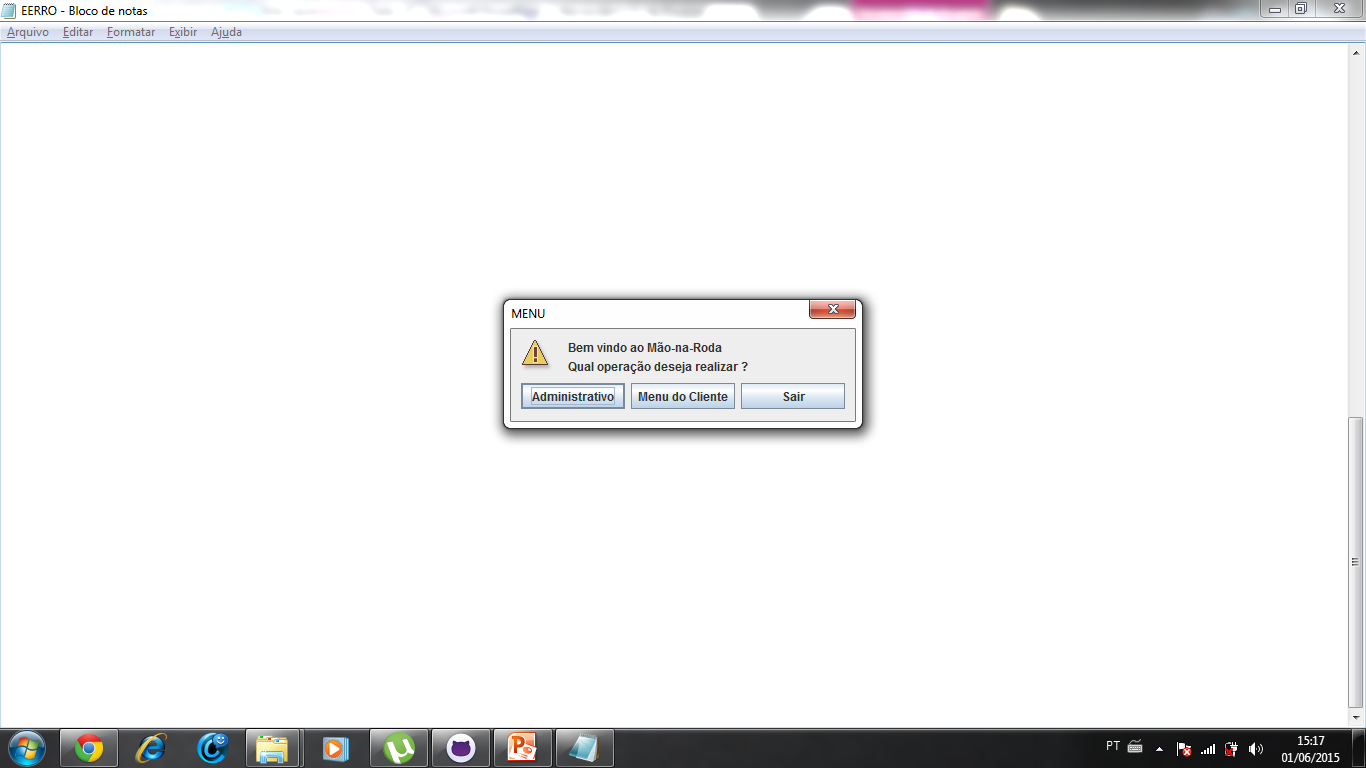 EERRO - Bloco de notas
Arquivo Editar Formatar Exibir Ajuda
MENU
Bem vindo ao Mão-na-Roda
Qual operação deseja realizar ?
Administrativo Menu do Cliente Sair
PT 15:17
01/06/2015